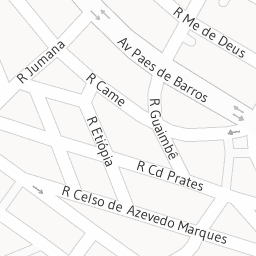 R Me de Deus
Av Paes de Barros
R Jumana
R Came
R Guaimbé
R Etiópia
R Cd Prates
R Celso de Azevedo Marques